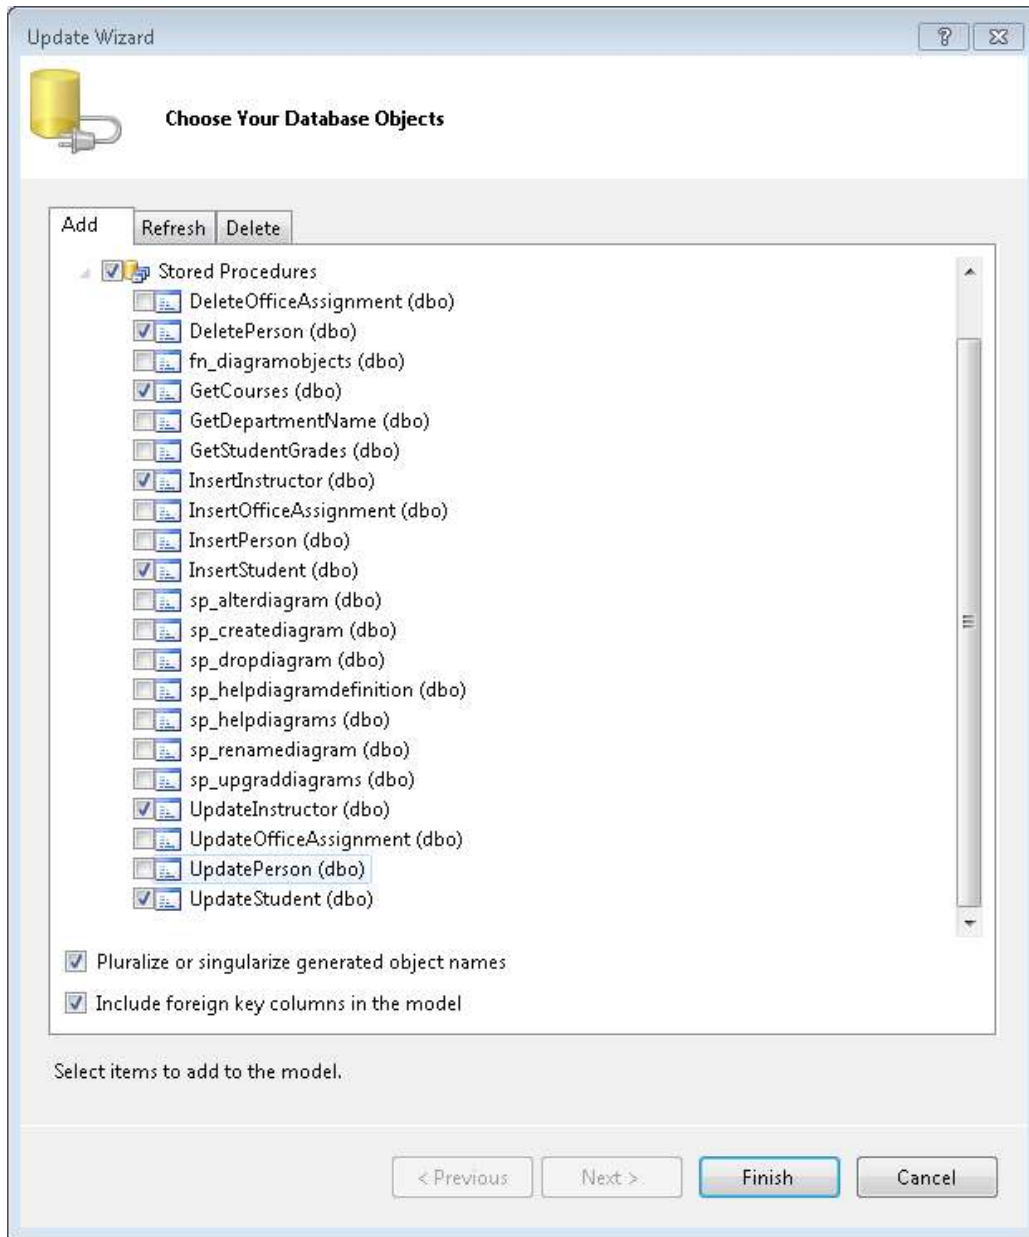 Update Wizard
Choose Your Database Objects
Add Refresh Delete
Stored Procedures
DeleteOfficeAssignment (dbo)
DeletePerson (dbo)
fn_diagramobjects (dbo)
GetCourses (dbo)
GetDepartmentName (dbo)
GetStudentGrades (dbo)
InsertInstructor (dbo)
InsertOfficeAssignment (dbo)
InsertPerson (dbo)
InsertStudent (dbo)
sp_alterdiagram (dbo)
sp_creatediagram (dbo)
sp_dropdiagram (dbo)
sp_helpdiagramdefinition (dbo)
sp_helpdiagrams (dbo)
sp_renamediagram (dbo)
sp_upgraddiagrams (dbo)
UpdateInstructor (dbo)
UpdateOfficeAssignment (dbo)
UpdatePerson (dbo)
UpdateStudent (dbo)
Pluralize or singularize generated object names
Include foreign key columns in the model
Select items to add to the model.
< Previous Next > Finish Cancel